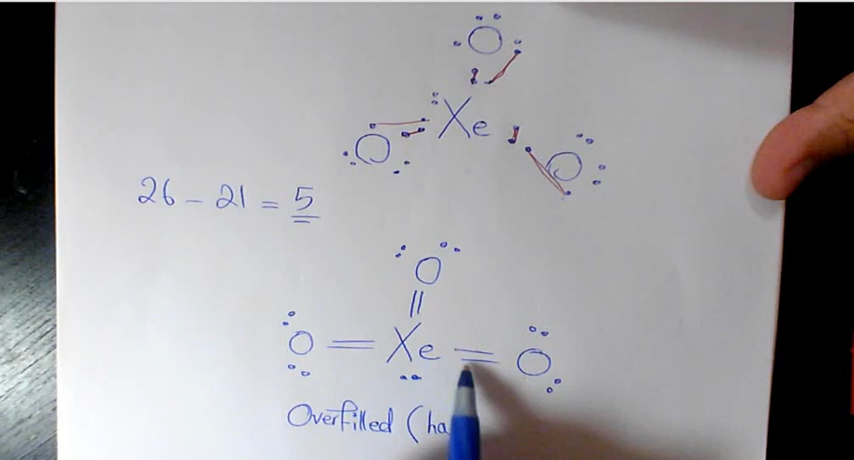 O
Xe
O
O
26 - 21 = 5
O
||
O = Xe = O
Overfilled (ha